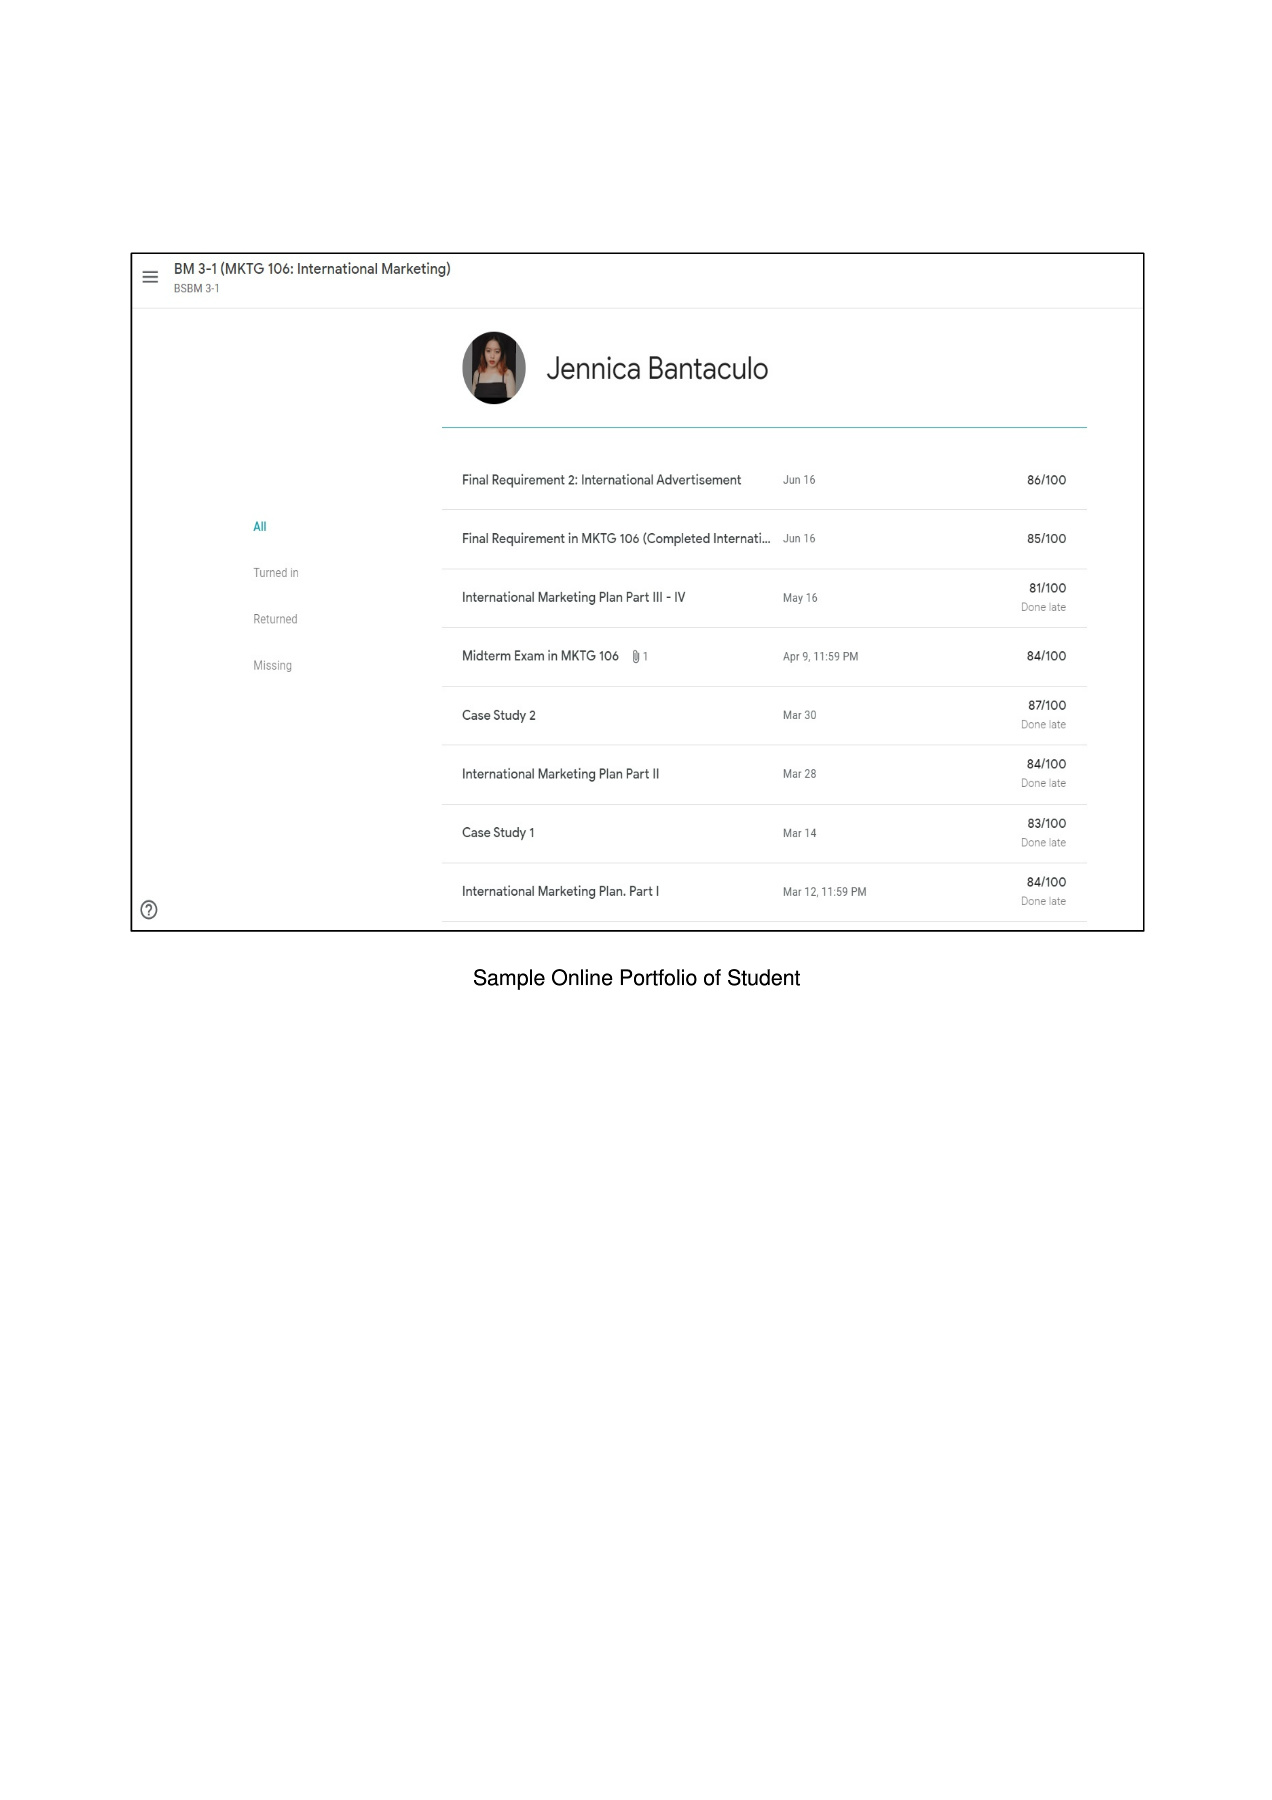 BM 3-1 (MKTG 106: International Marketing)
BSBM 3-1
Jennica Bantaculo
All
Turned in
Returned
Missing
Final Requirement 2: International Advertisement Jun 16 86/100
Final Requirement in MKTG 106 (Completed Internati... Jun 16 85/100
International Marketing Plan Part III - IV May 16 81/100
Done late
Midterm Exam in MKTG 106 1 Apr 9, 11:59 PM 84/100
Case Study 2 Mar 30 87/100
Done late
International Marketing Plan Part II Mar 28 84/100
Done late
Case Study 1 Mar 14 83/100
Done late
International Marketing Plan. Part I Mar 12, 11:59 PM 84/100
Done late
Sample Online Portfolio of Student